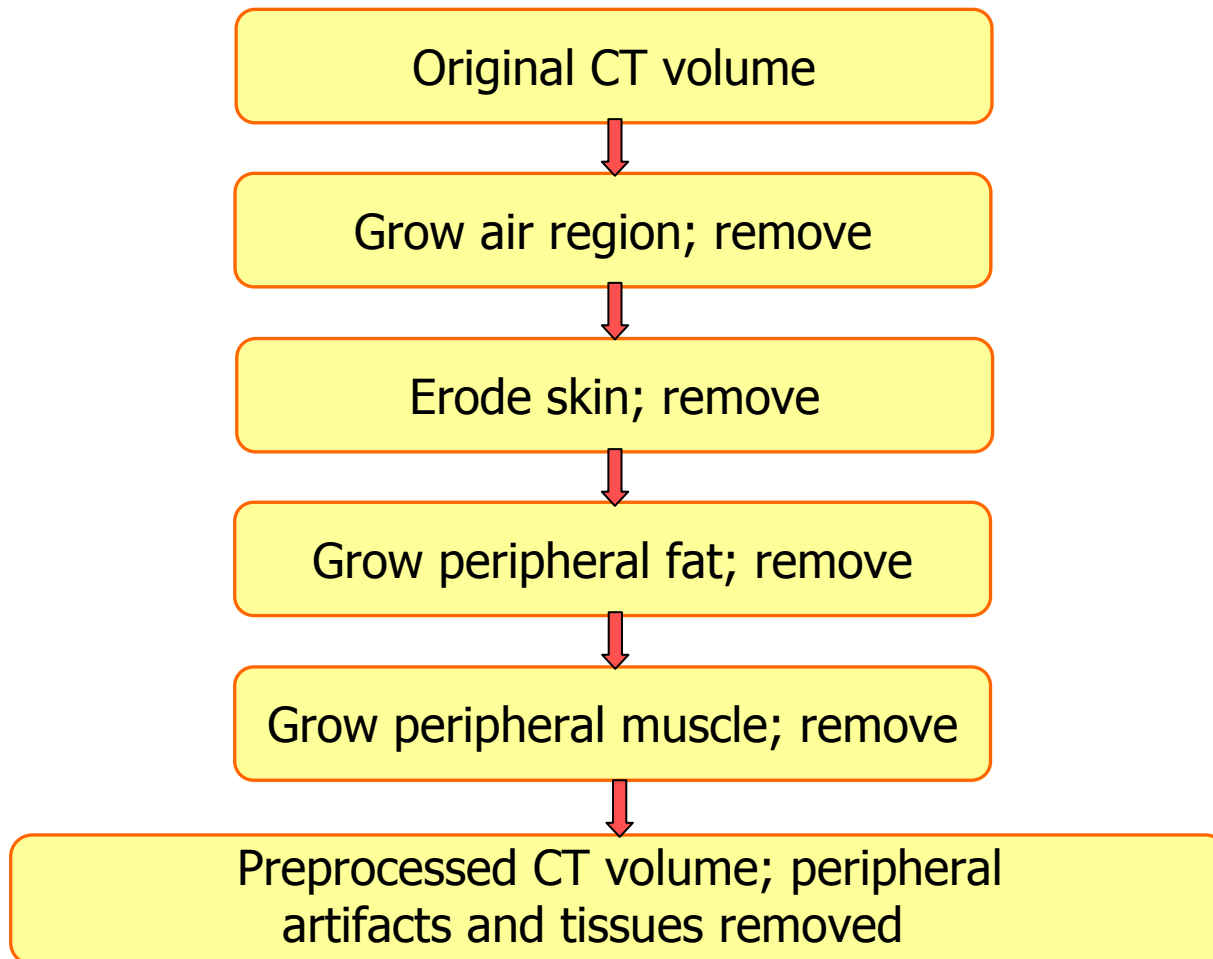 Original CT volume
Grow air region; remove
Erode skin; remove
Grow peripheral fat; remove
Grow peripheral muscle; remove
Preprocessed CT volume; peripheral
artifacts and tissues removed